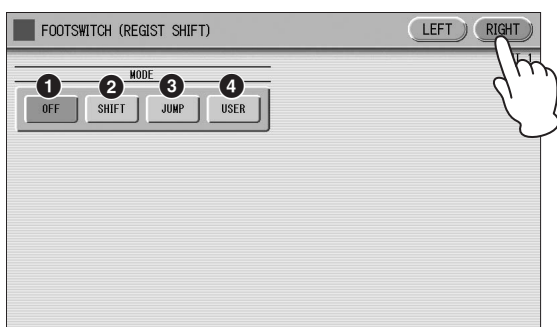 FOOTSWITCH (REGIST SHIFT) LEFT RIGHT
MODE
1 2 3 4
OFF SHIFT JUMP USER